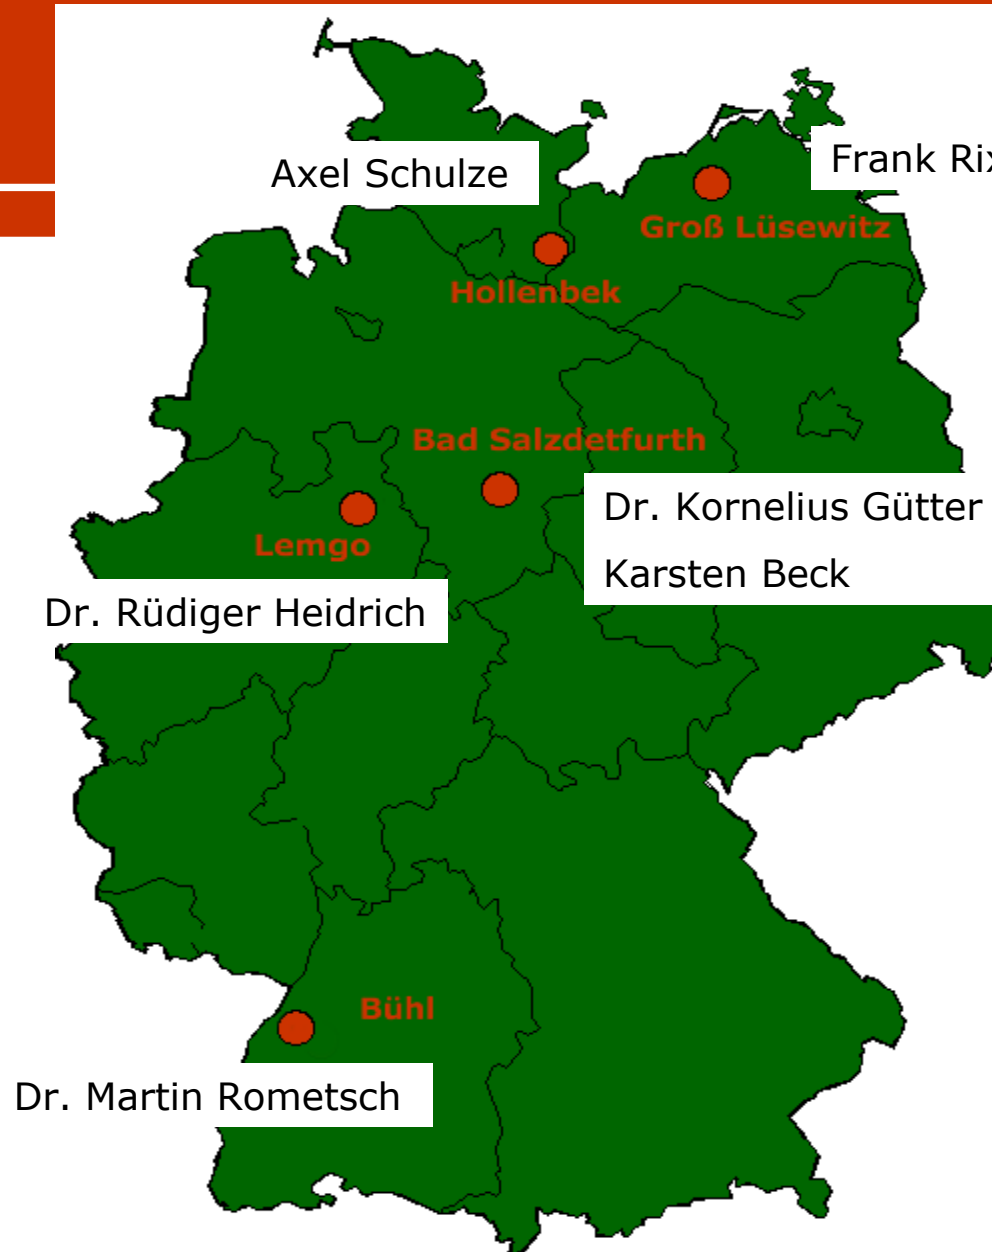 Axel Schulze
Frank Rix
Groß Lüsewitz
Hollenbek
Bad Salzdetfurth
Dr. Kornelius Gütter
Karsten Beck
Lemgo
Dr. Rüdiger Heidrich
Bühl
Dr. Martin Rometsch